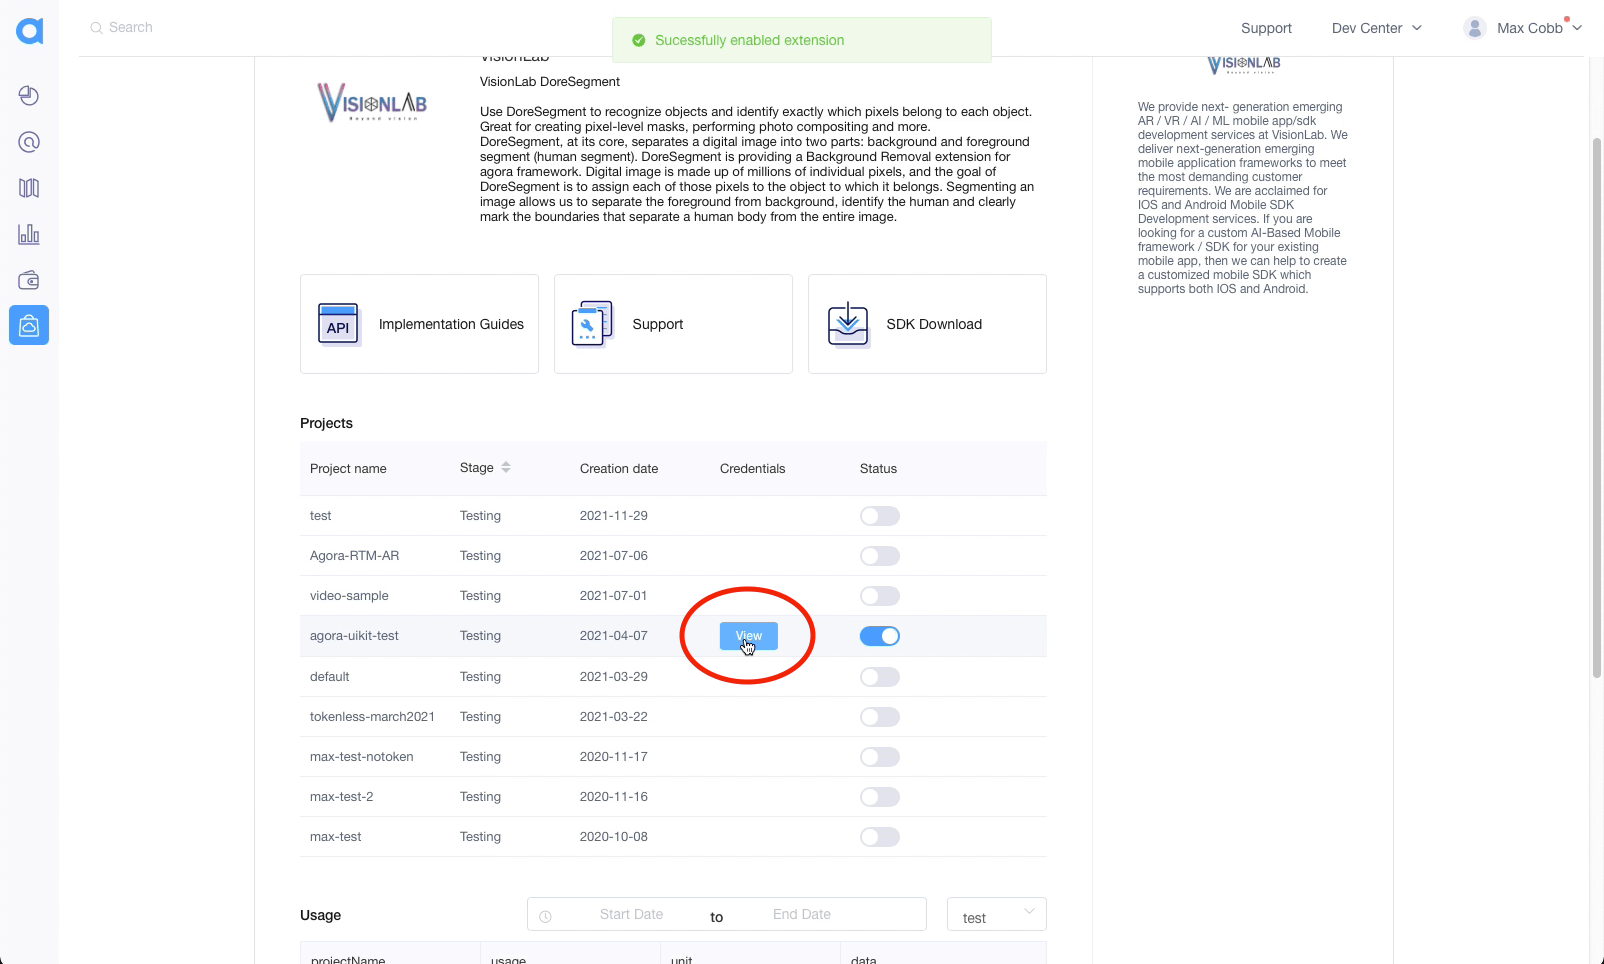 Search
Sucessfully enabled extension
Support
Dev Center
Max Cobb
VisionLab
VisionLab DoreSegment
VISIONLAB
Beyond vision
Use DoreSegment to recognize objects and identify exactly which pixels belong to each object.
Great for creating pixel-level masks, performing photo compositing and more.
DoreSegment, at its core, separates a digital image into two parts: background and foreground
segment (human segment). DoreSegment is providing a Background Removal extension for
agora framework. Digital image is made up of millions of individual pixels, and the goal of
DoreSegment is to assign each of those pixels to the object to which it belongs. Segmenting an
image allows us to separate the foreground from background, identify the human and clearly
mark the boundaries that separate a human body from the entire image.
VISIONLAB
Beyond vision
We provide next- generation emerging
AR / VR / AI / ML mobile app/sdk
development services at VisionLab. We
deliver next-generation emerging
mobile application frameworks to meet
the most demanding customer
requirements. We are acclaimed for
IOS and Android Mobile SDK
Development services. If you are
looking for a custom AI-Based Mobile
framework / SDK for your existing
mobile app, then we can help to create
a customized mobile SDK which
supports both IOS and Android.
API
Implementation Guides
Support
SDK Download
Projects
Project name Stage Creation date Credentials Status
test Testing 2021-11-29
Agora-RTM-AR Testing 2021-07-06
video-sample Testing 2021-07-01
agora-uikit-test Testing 2021-04-07 View
default Testing 2021-03-29
tokenless-march2021 Testing 2021-03-22
max-test-notoken Testing 2020-11-17
max-test-2 Testing 2020-11-16
max-test Testing 2020-10-08
Usage
Start Date to End Date
test
projectName usage unit data